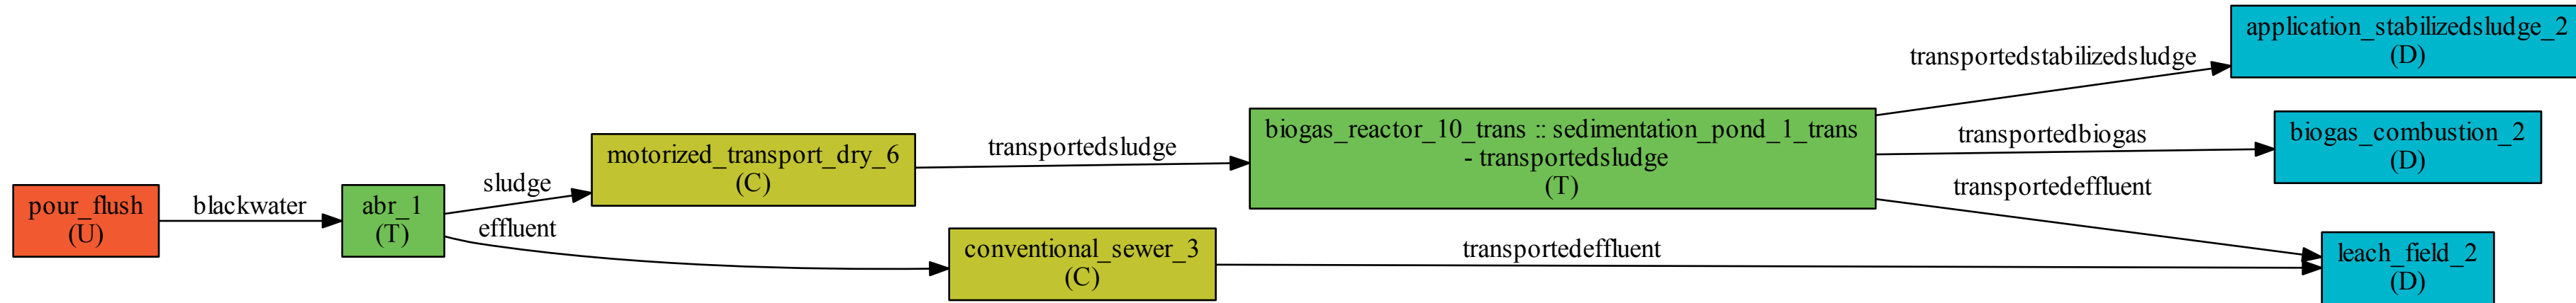 pour_flush
(U)
blackwater
abr_1
(T)
sludge
effluent
motorized_transport_dry_6
(C)
conventional_sewer_3
(C)
transportedsludge
transportedeffluent
biogas_reactor_10_trans :: sedimentation_pond_1_trans
- transportedsludge
(T)
transportedstabilizedsludge
transportedbiogas
transportedeffluent
application_stabilizedsludge_2
(D)
biogas_combustion_2
(D)
leach_field_2
(D)